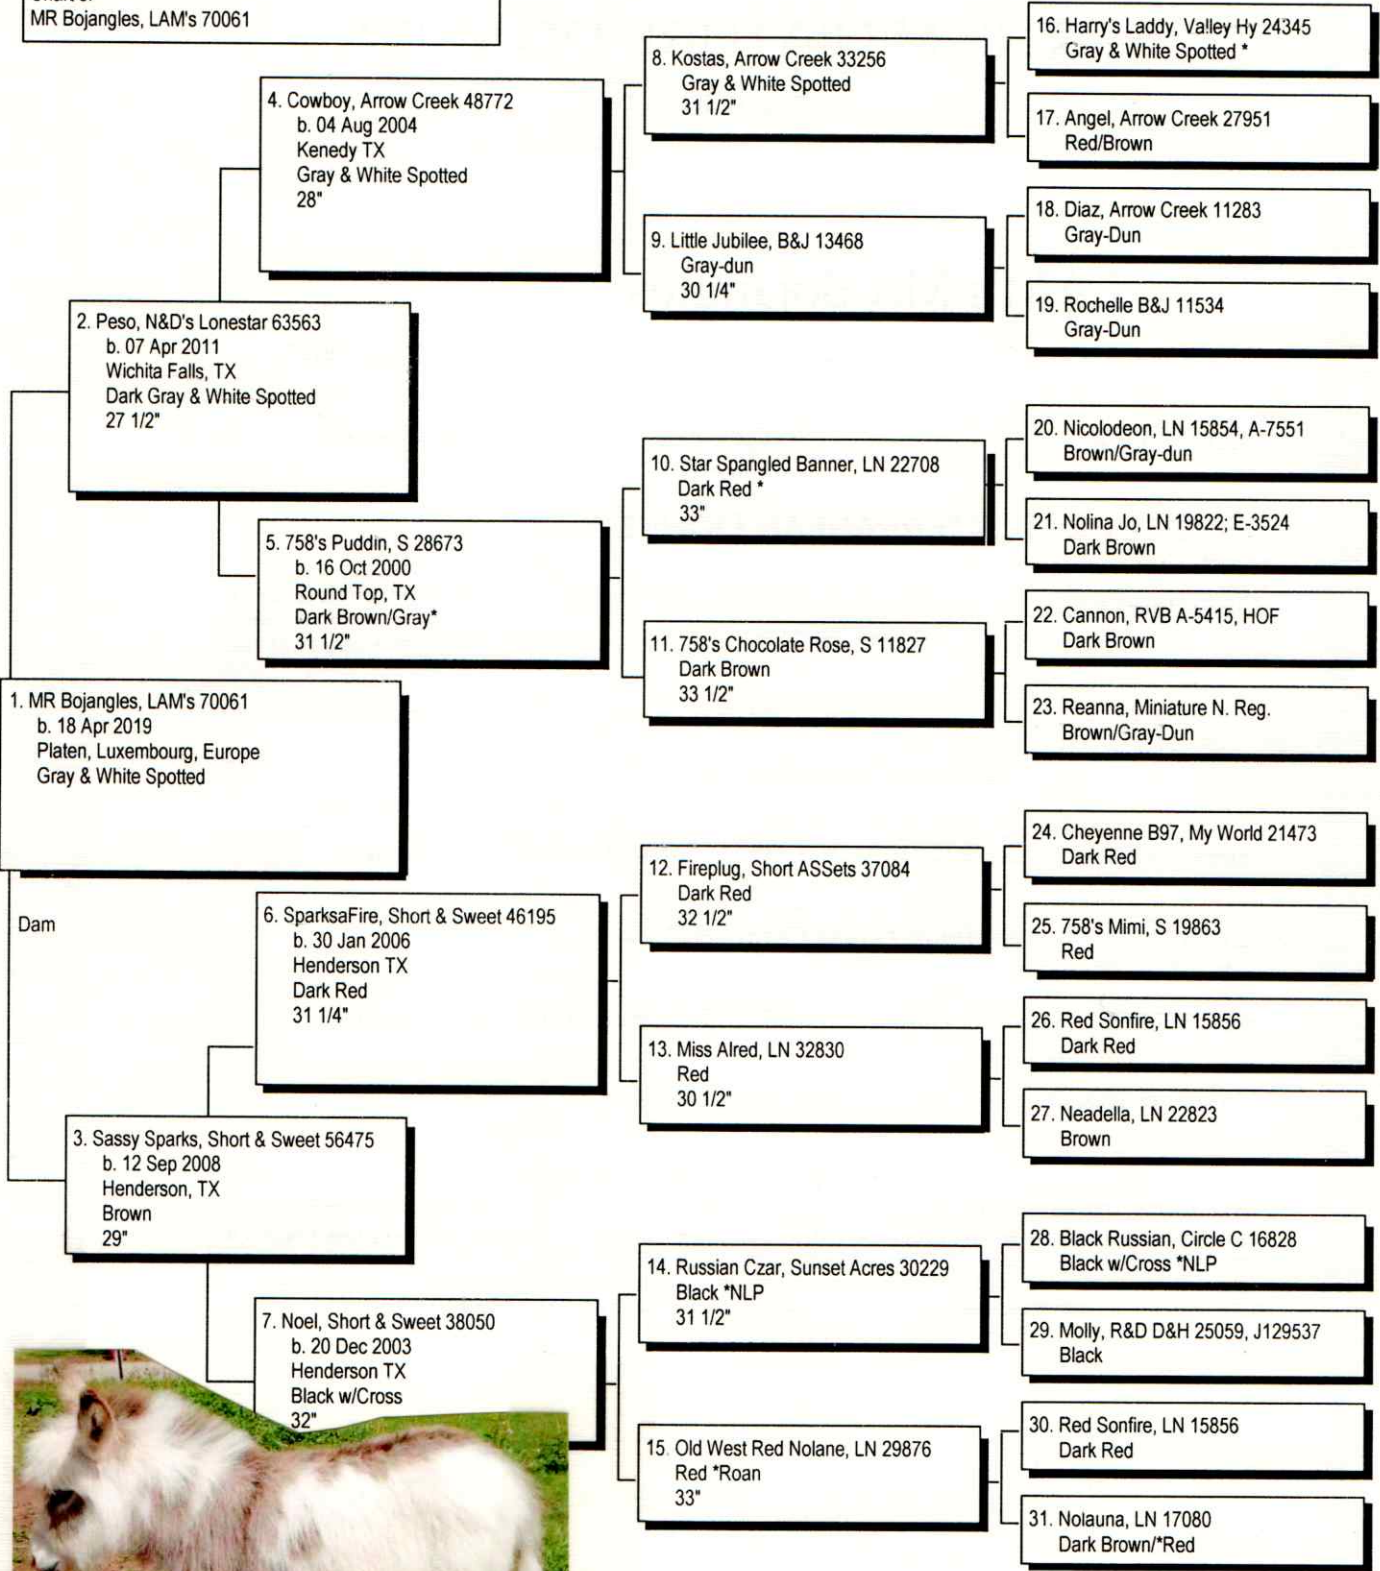 MR Bojangles, LAM's 70061
1. MR Bojangles, LAM's 70061
b. 18 Apr 2019
Platen, Luxembourg, Europe
Gray & White Spotted
Dam
2. Peso, N&D's Lonestar 63563
b. 07 Apr 2011
Wichita Falls, TX
Dark Gray & White Spotted
27 1/2"
3. Sassy Sparks, Short & Sweet 56475
b. 12 Sep 2008
Henderson, TX
Brown
29"
4. Cowboy, Arrow Creek 48772
b. 04 Aug 2004
Kenedy TX
Gray & White Spotted
28"
5. 758's Puddin, S 28673
b. 16 Oct 2000
Round Top, TX
Dark Brown/Gray*
31 1/2"
6. SparksaFire, Short & Sweet 46195
b. 30 Jan 2006
Henderson TX
Dark Red
31 1/4"
7. Noel, Short & Sweet 38050
b. 20 Dec 2003
Henderson TX
Black w/Cross
32"
8. Kostas, Arrow Creek 33256
Gray & White Spotted
31 1/2"
9. Little Jubilee, B&J 13468
Gray-dun
30 1/4"
10. Star Spangled Banner, LN 22708
Dark Red *
33"
11. 758's Chocolate Rose, S 11827
Dark Brown
33 1/2"
12. Fireplug, Short ASSets 37084
Dark Red
32 1/2"
13. Miss Alred, LN 32830
Red
30 1/2"
14. Russian Czar, Sunset Acres 30229
Black *NLP
31 1/2"
15. Old West Red Nolane, LN 29876
Red *Roan
33"
16. Harry's Laddy, Valley Hy 24345
Gray & White Spotted *
17. Angel, Arrow Creek 27951
Red/Brown
18. Diaz, Arrow Creek 11283
Gray-Dun
19. Rochelle B&J 11534
Gray-Dun
20. Nicolodeon, LN 15854, A-7551
Brown/Gray-dun
21. Nolina Jo, LN 19822; E-3524
Dark Brown
22. Cannon, RVB A-5415, HOF
Dark Brown
23. Reanna, Miniature N. Reg.
Brown/Gray-Dun
24. Cheyenne B97, My World 21473
Dark Red
25. 758's Mimi, S 19863
Red
26. Red Sonfire, LN 15856
Dark Red
27. Neadella, LN 22823
Brown
28. Black Russian, Circle C 16828
Black w/Cross *NLP
29. Molly, R&D D&H 25059, J129537
Black
30. Red Sonfire, LN 15856
Dark Red
31. Nolauna, LN 17080
Dark Brown/*Red